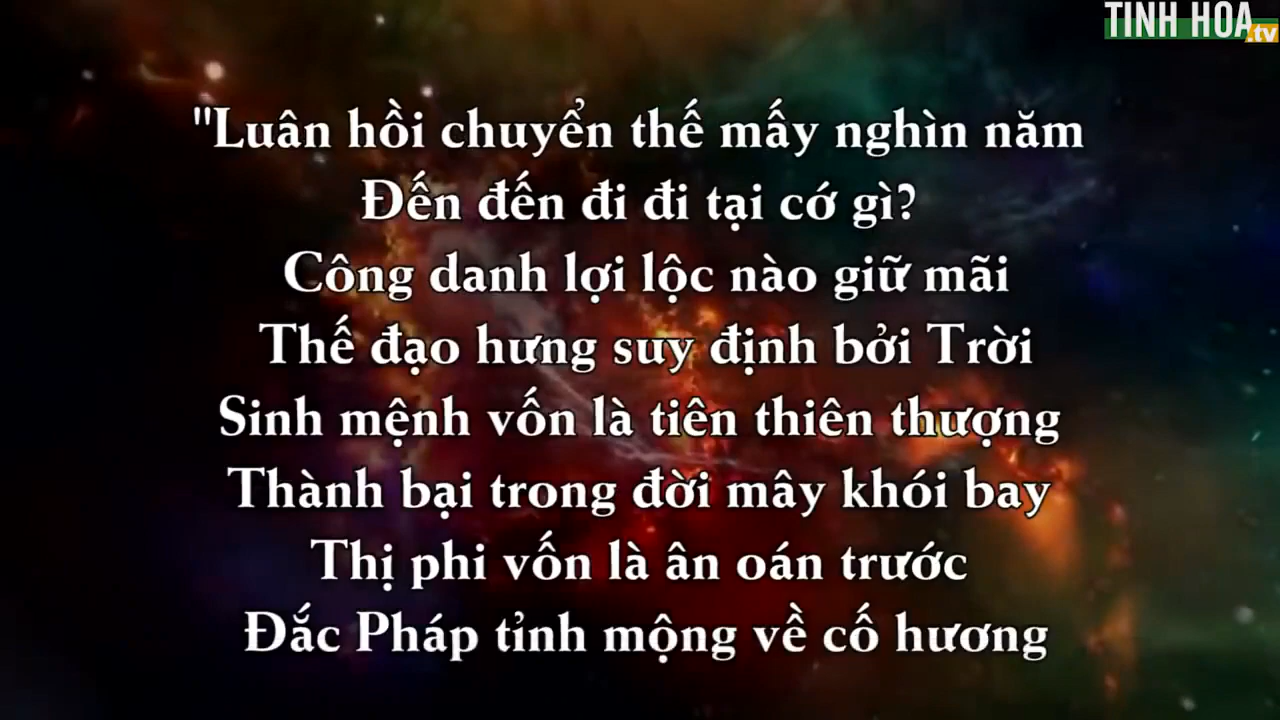 TINH HOA
.tv
"Luân hồi chuyển thế mấy nghìn năm
Đến đến đi đi tại cớ gì?
Công danh lợi lộc nào giữ mãi
Thế đạo hưng suy định bởi Trời
Sinh mệnh vốn là tiên thiên thượng
Thành bại trong đời mây khói bay
Thị phi vốn là ân oán trước
Đắc Pháp tỉnh mộng về cố hương